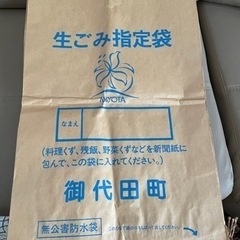 生ごみ指定袋
MIYOTA
なまえ
(料理くず、残飯、野菜くずなどを新聞紙に
包んで、この袋に入れてください。)
御代田町
無公害防水袋